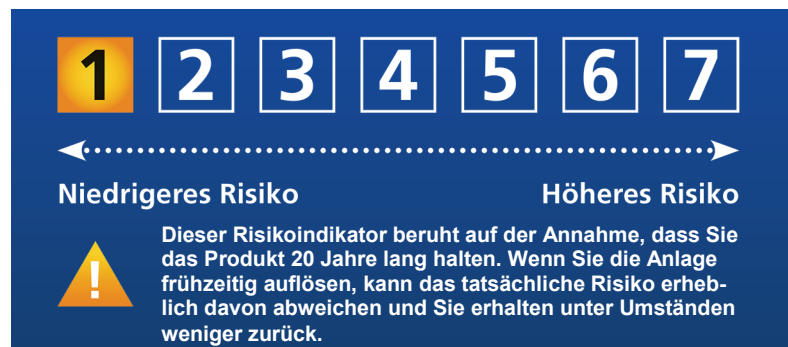 1 2 3 4 5 6 7
Niedrigeres Risiko Höheres Risiko
!
Dieser Risikoindikator beruht auf der Annahme, dass Sie
das Produkt 20 Jahre lang halten. Wenn Sie die Anlage
frühzeitig auflösen, kann das tatsächliche Risiko erheb-
lich davon abweichen und Sie erhalten unter Umständen
weniger zurück.